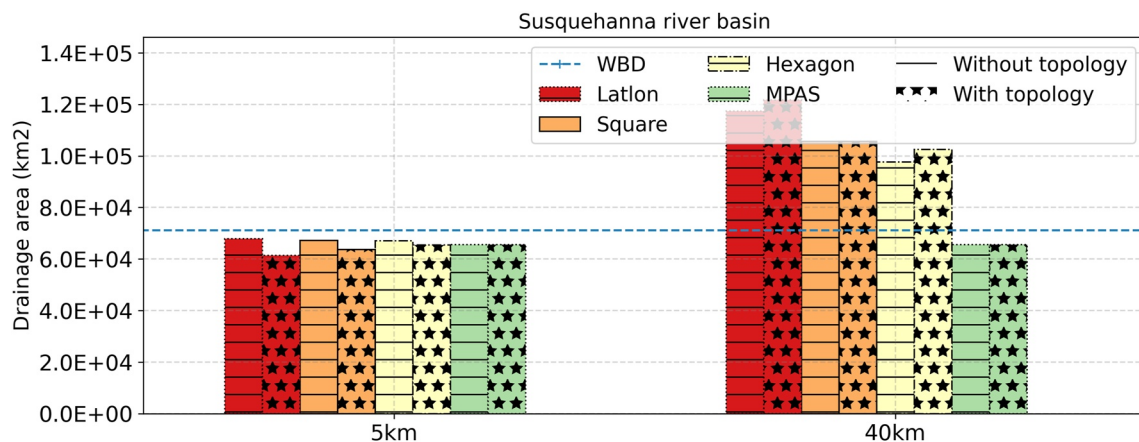 Susquehanna river basin
Drainage area (km2)
1.4E+05
1.2E+05
1.0E+05
8.0E+04
6.0E+04
4.0E+04
2.0E+04
0.0E+00
WBD
Latlon
Square
Hexagon
MPAS
Without topology
With topology
5km
40km